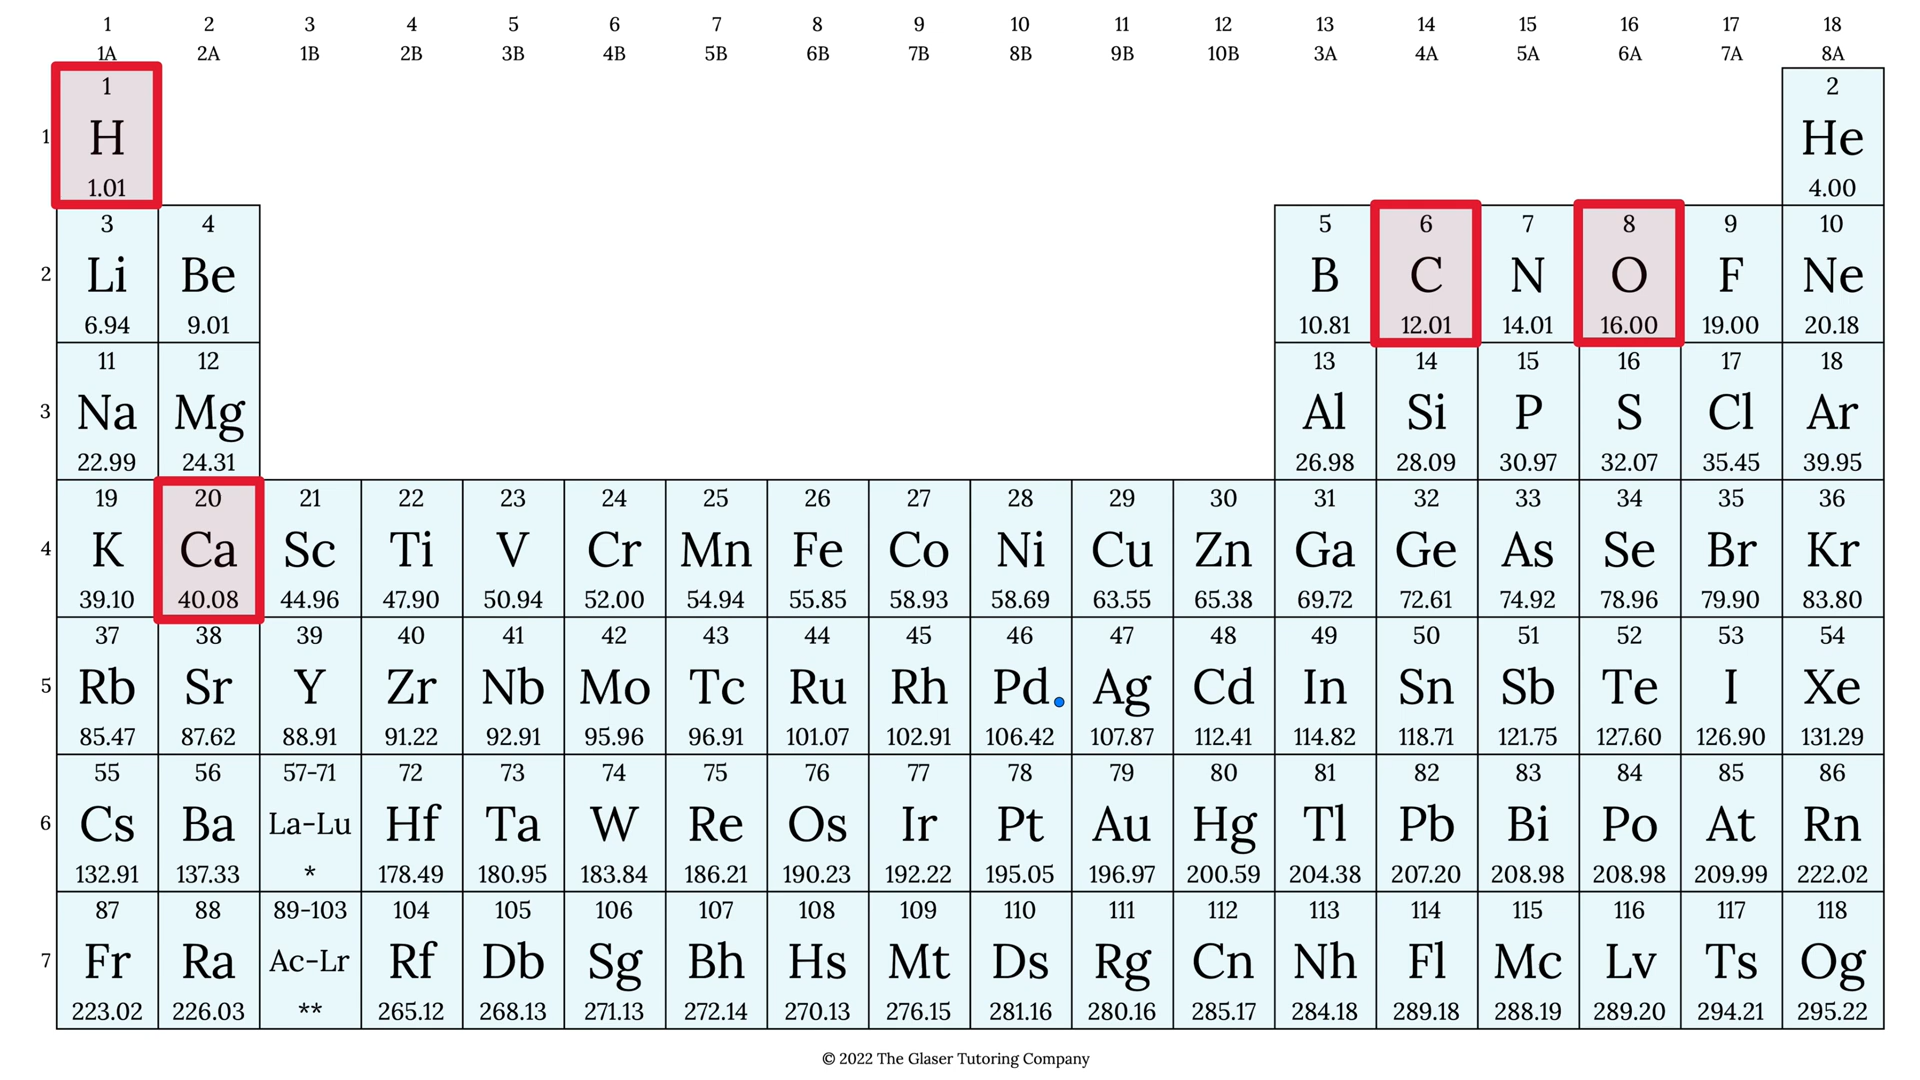 1 2 3 4 5 6 7 8 9 10 11 12 13 14 15 16 17 18
1A 2A 1B 2B 3B 4B 5B 6B 7B 8B 9B 10B 3A 4A 5A 6A 7A 8A
1 2
1 H He
1.01 4.00
3 4 5 6 7 8 9 10
2 Li Be B C N O F Ne
6.94 9.01 10.81 12.01 14.01 16.00 19.00 20.18
11 12 13 14 15 16 17 18
3 Na Mg Al Si P S Cl Ar
22.99 24.31 26.98 28.09 30.97 32.07 35.45 39.95
19 20 21 22 23 24 25 26 27 28 29 30 31 32 33 34 35 36
4 K Ca Sc Ti V Cr Mn Fe Co Ni Cu Zn Ga Ge As Se Br Kr
39.10 40.08 44.96 47.90 50.94 52.00 54.94 55.85 58.93 58.69 63.55 65.38 69.72 72.61 74.92 78.96 79.90 83.80
37 38 39 40 41 42 43 44 45 46 47 48 49 50 51 52 53 54
5 Rb Sr Y Zr Nb Mo Tc Ru Rh Pd Ag Cd In Sn Sb Te I Xe
85.47 87.62 88.91 91.22 92.91 95.96 96.91 101.07 102.91 106.42 107.87 112.41 114.82 118.71 121.75 127.60 126.90 131.29
55 56 57-71 72 73 74 75 76 77 78 79 80 81 82 83 84 85 86
6 Cs Ba La-Lu Hf Ta W Re Os Ir Pt Au Hg Tl Pb Bi Po At Rn
132.91 137.33 * 178.49 180.95 183.84 186.21 190.23 192.22 195.05 196.97 200.59 204.38 207.20 208.98 208.98 209.99 222.02
87 88 89-103 104 105 106 107 108 109 110 111 112 113 114 115 116 117 118
7 Fr Ra Ac-Lr Rf Db Sg Bh Hs Mt Ds Rg Cn Nh Fl Mc Lv Ts Og
223.02 226.03 ** 265.12 268.13 271.13 272.14 270.13 276.15 281.16 280.16 285.17 284.18 289.18 288.19 289.20 294.21 295.22
© 2022 The Glaser Tutoring Company